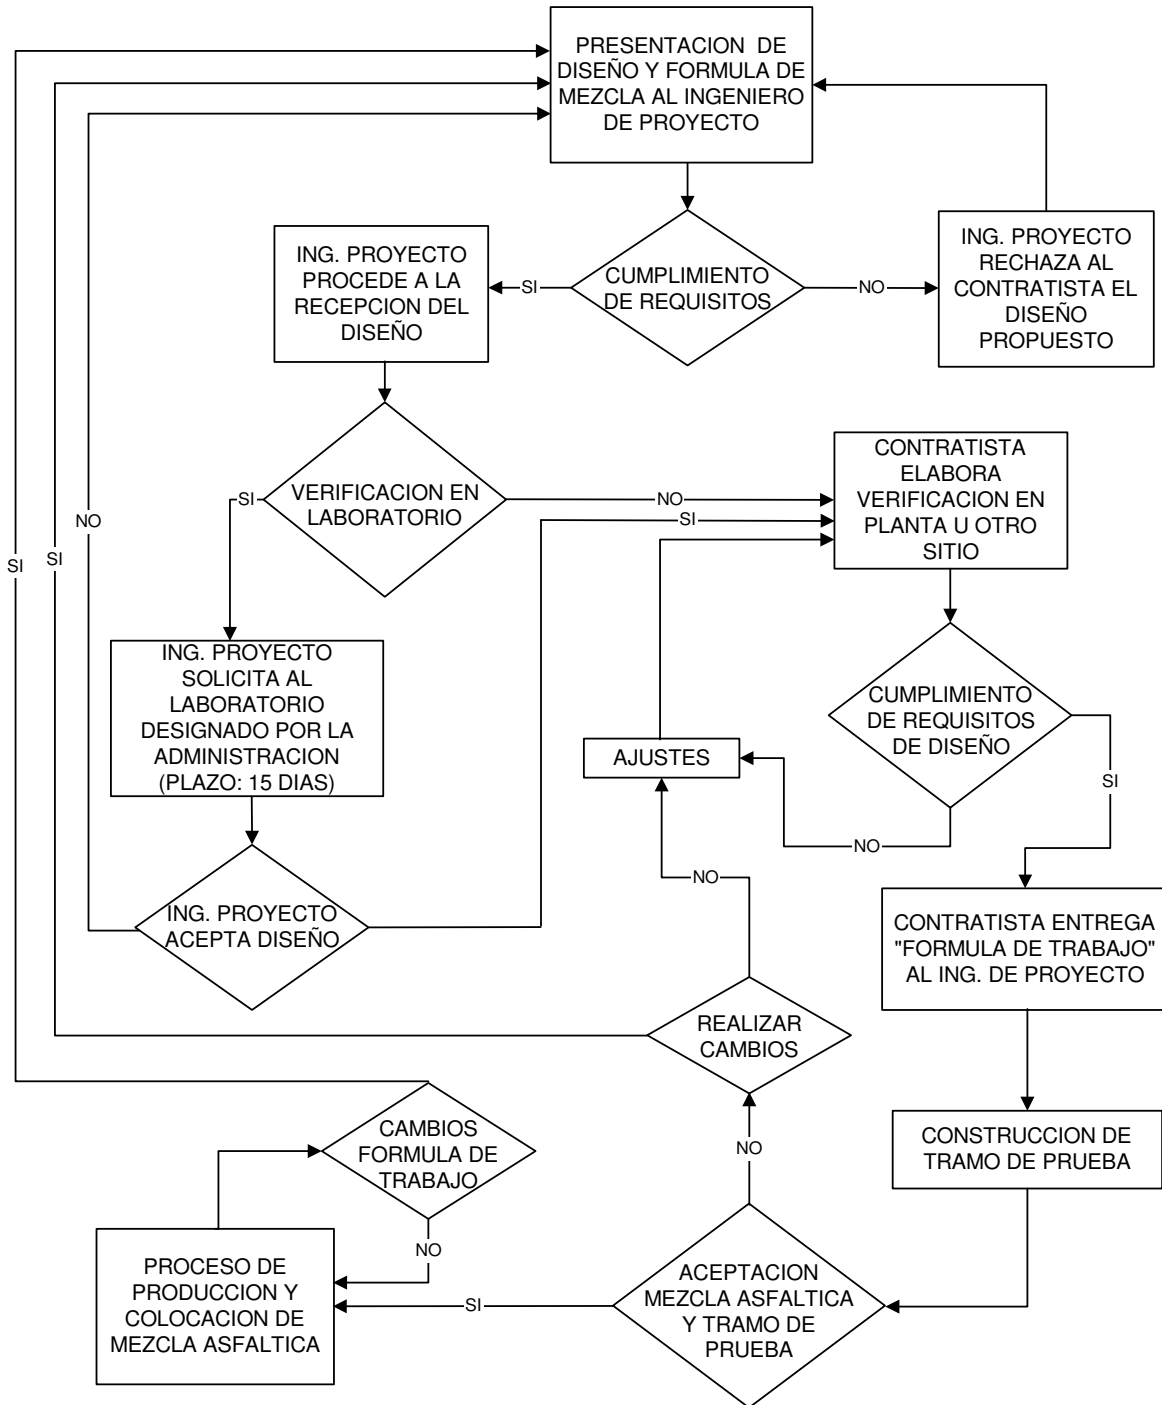 PRESENTACION DE
DISEÑO Y FORMULA DE
MEZCLA AL INGENIERO
DE PROYECTO
ING. PROYECTO
PROCEDE A LA
RECEPCION DEL
DISEÑO
SI
CUMPLIMIENTO
DE REQUISITOS
NO
ING. PROYECTO
RECHAZA AL
CONTRATISTA EL
DISEÑO
PROPUESTO
SI
VERIFICACION EN
LABORATORIO
NO
SI
CONTRATISTA
ELABORA
VERIFICACION EN
PLANTA U OTRO
SITIO
NO
SI
SI
ING. PROYECTO
SOLICITA AL
LABORATORIO
DESIGNADO POR LA
ADMINISTRACION
(PLAZO: 15 DIAS)
AJUSTES
CUMPLIMIENTO
DE REQUISITOS
DE DISEÑO
SI
NO
NO
ING. PROYECTO
ACEPTA DISEÑO
CONTRATISTA ENTREGA
"FORMULA DE TRABAJO"
AL ING. DE PROYECTO
REALIZAR
CAMBIOS
CAMBIOS
FORMULA DE
TRABAJO
NO
CONSTRUCCION DE
TRAMO DE PRUEBA
NO
PROCESO DE
PRODUCCION Y
COLOCACION DE
MEZCLA ASFALTICA
SI
ACEPTACION
MEZCLA ASFALTICA
Y TRAMO DE
PRUEBA